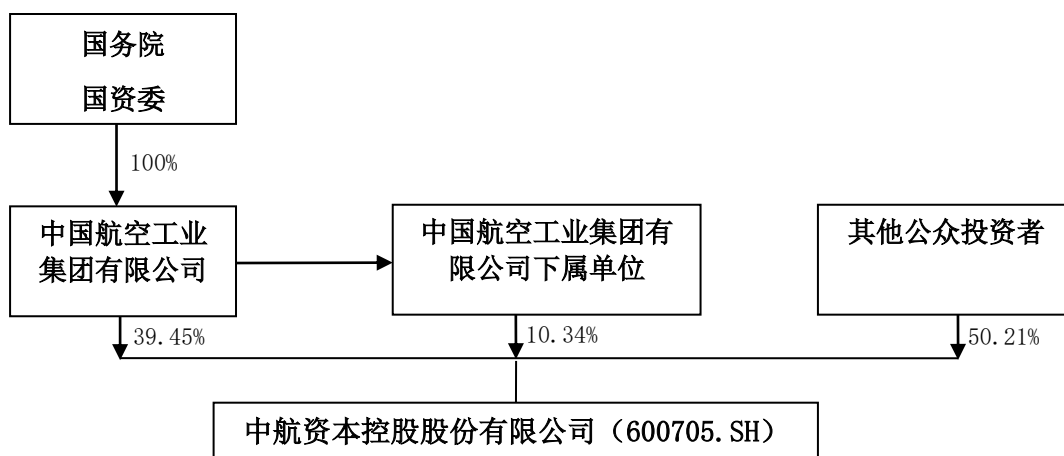 国务院
国资委
100%
中国航空工业
集团有限公司
中国航空工业集团有
限公司下属单位
其他公众投资者
39.45%
10.34%
50.21%
中航资本控股股份有限公司（600705.SH）